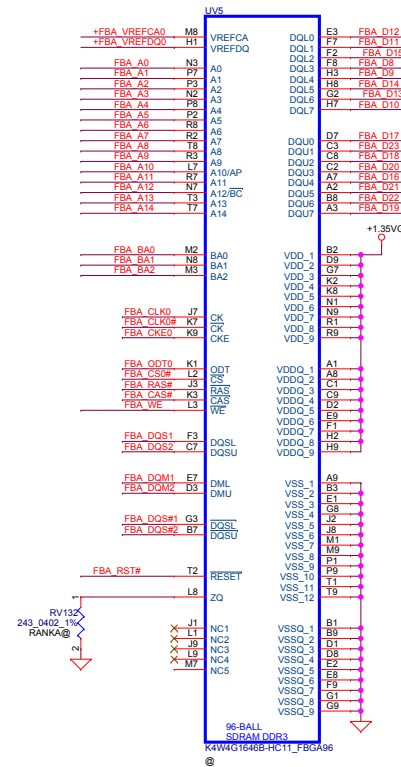 UV5
+FBA_VREFCA0 M8 VREFCA
+FBA_VREFDQ0 H1 VREFDQ
FBA_A0 N3 A0
FBA_A1 P7 A1
FBA_A2 P3 A2
FBA_A3 N2 A3
FBA_A4 P8 A4
FBA_A5 P2 A5
FBA_A6 R8 A6
FBA_A7 R2 A7
FBA_A8 T8 A8
FBA_A9 R3 A9
FBA_A10 L7 A10/AP
FBA_A11 R7 A11
FBA_A12 N7 A12/BC
FBA_A13 T3 A13
FBA_A14 T7 A14
FBA_BA0 M2 BA0
FBA_BA1 N8 BA1
FBA_BA2 M3 BA2
FBA_CLK0 J7 CK
FBA_CLK0# K7 CK
FBA_CKE0 K9 CKE
FBA_ODT0 K1 ODT
FBA_CS0# L2 CS
FBA_RAS# J3 RAS
FBA_CAS# K3 CAS
FBA_WE L3 WE
FBA_DQS1 F3 DQSL
FBA_DQS2 C7 DQSU
FBA_DQM1 E7 DML
FBA_DQM2 D3 DMU
FBA_DQS#1 G3 DQSL
FBA_DQS#2 B7 DQSU
FBA_RST# T2 RESET
L8 ZQ
1
RV132
243_0402_1%
RANKA@
2
J1 NC1
L1 NC2
J9 NC3
L9 NC4
M7 NC5
DQL0 E3 FBA_D12
DQL1 F7 FBA_D11
DQL2 F2 FBA_D15
DQL3 F8 FBA_D8
DQL4 H3 FBA_D9
DQL5 H8 FBA_D14
DQL6 G2 FBA_D13
DQL7 H7 FBA_D10
DQU0 D7 FBA_D17
DQU1 C3 FBA_D23
DQU2 C8 FBA_D18
DQU3 C2 FBA_D20
DQU4 A7 FBA_D16
DQU5 A2 FBA_D21
DQU6 B8 FBA_D22
DQU7 A3 FBA_D19
+1.35VG
VDD_1 B2
VDD_2 D9
VDD_3 G7
VDD_4 K2
VDD_5 K8
VDD_6 N1
VDD_7 N9
VDD_8 R1
VDD_9 R9
VDDQ_1 A1
VDDQ_2 A8
VDDQ_3 C1
VDDQ_4 C9
VDDQ_5 D2
VDDQ_6 E9
VDDQ_7 F1
VDDQ_8 H2
VDDQ_9 H9
VSS_1 A9
VSS_2 B3
VSS_3 E1
VSS_4 G8
VSS_5 J2
VSS_6 J8
VSS_7 M1
VSS_8 M9
VSS_9 P1
VSS_10 P9
VSS_11 T1
VSS_12 T9
VSSQ_1 B1
VSSQ_2 B9
VSSQ_3 D1
VSSQ_4 D8
VSSQ_5 E2
VSSQ_6 E8
VSSQ_7 F9
VSSQ_8 G1
VSSQ_9 G9
96-BALL
SDRAM DDR3
K4W4G1646B-HC11_FBGA96
@